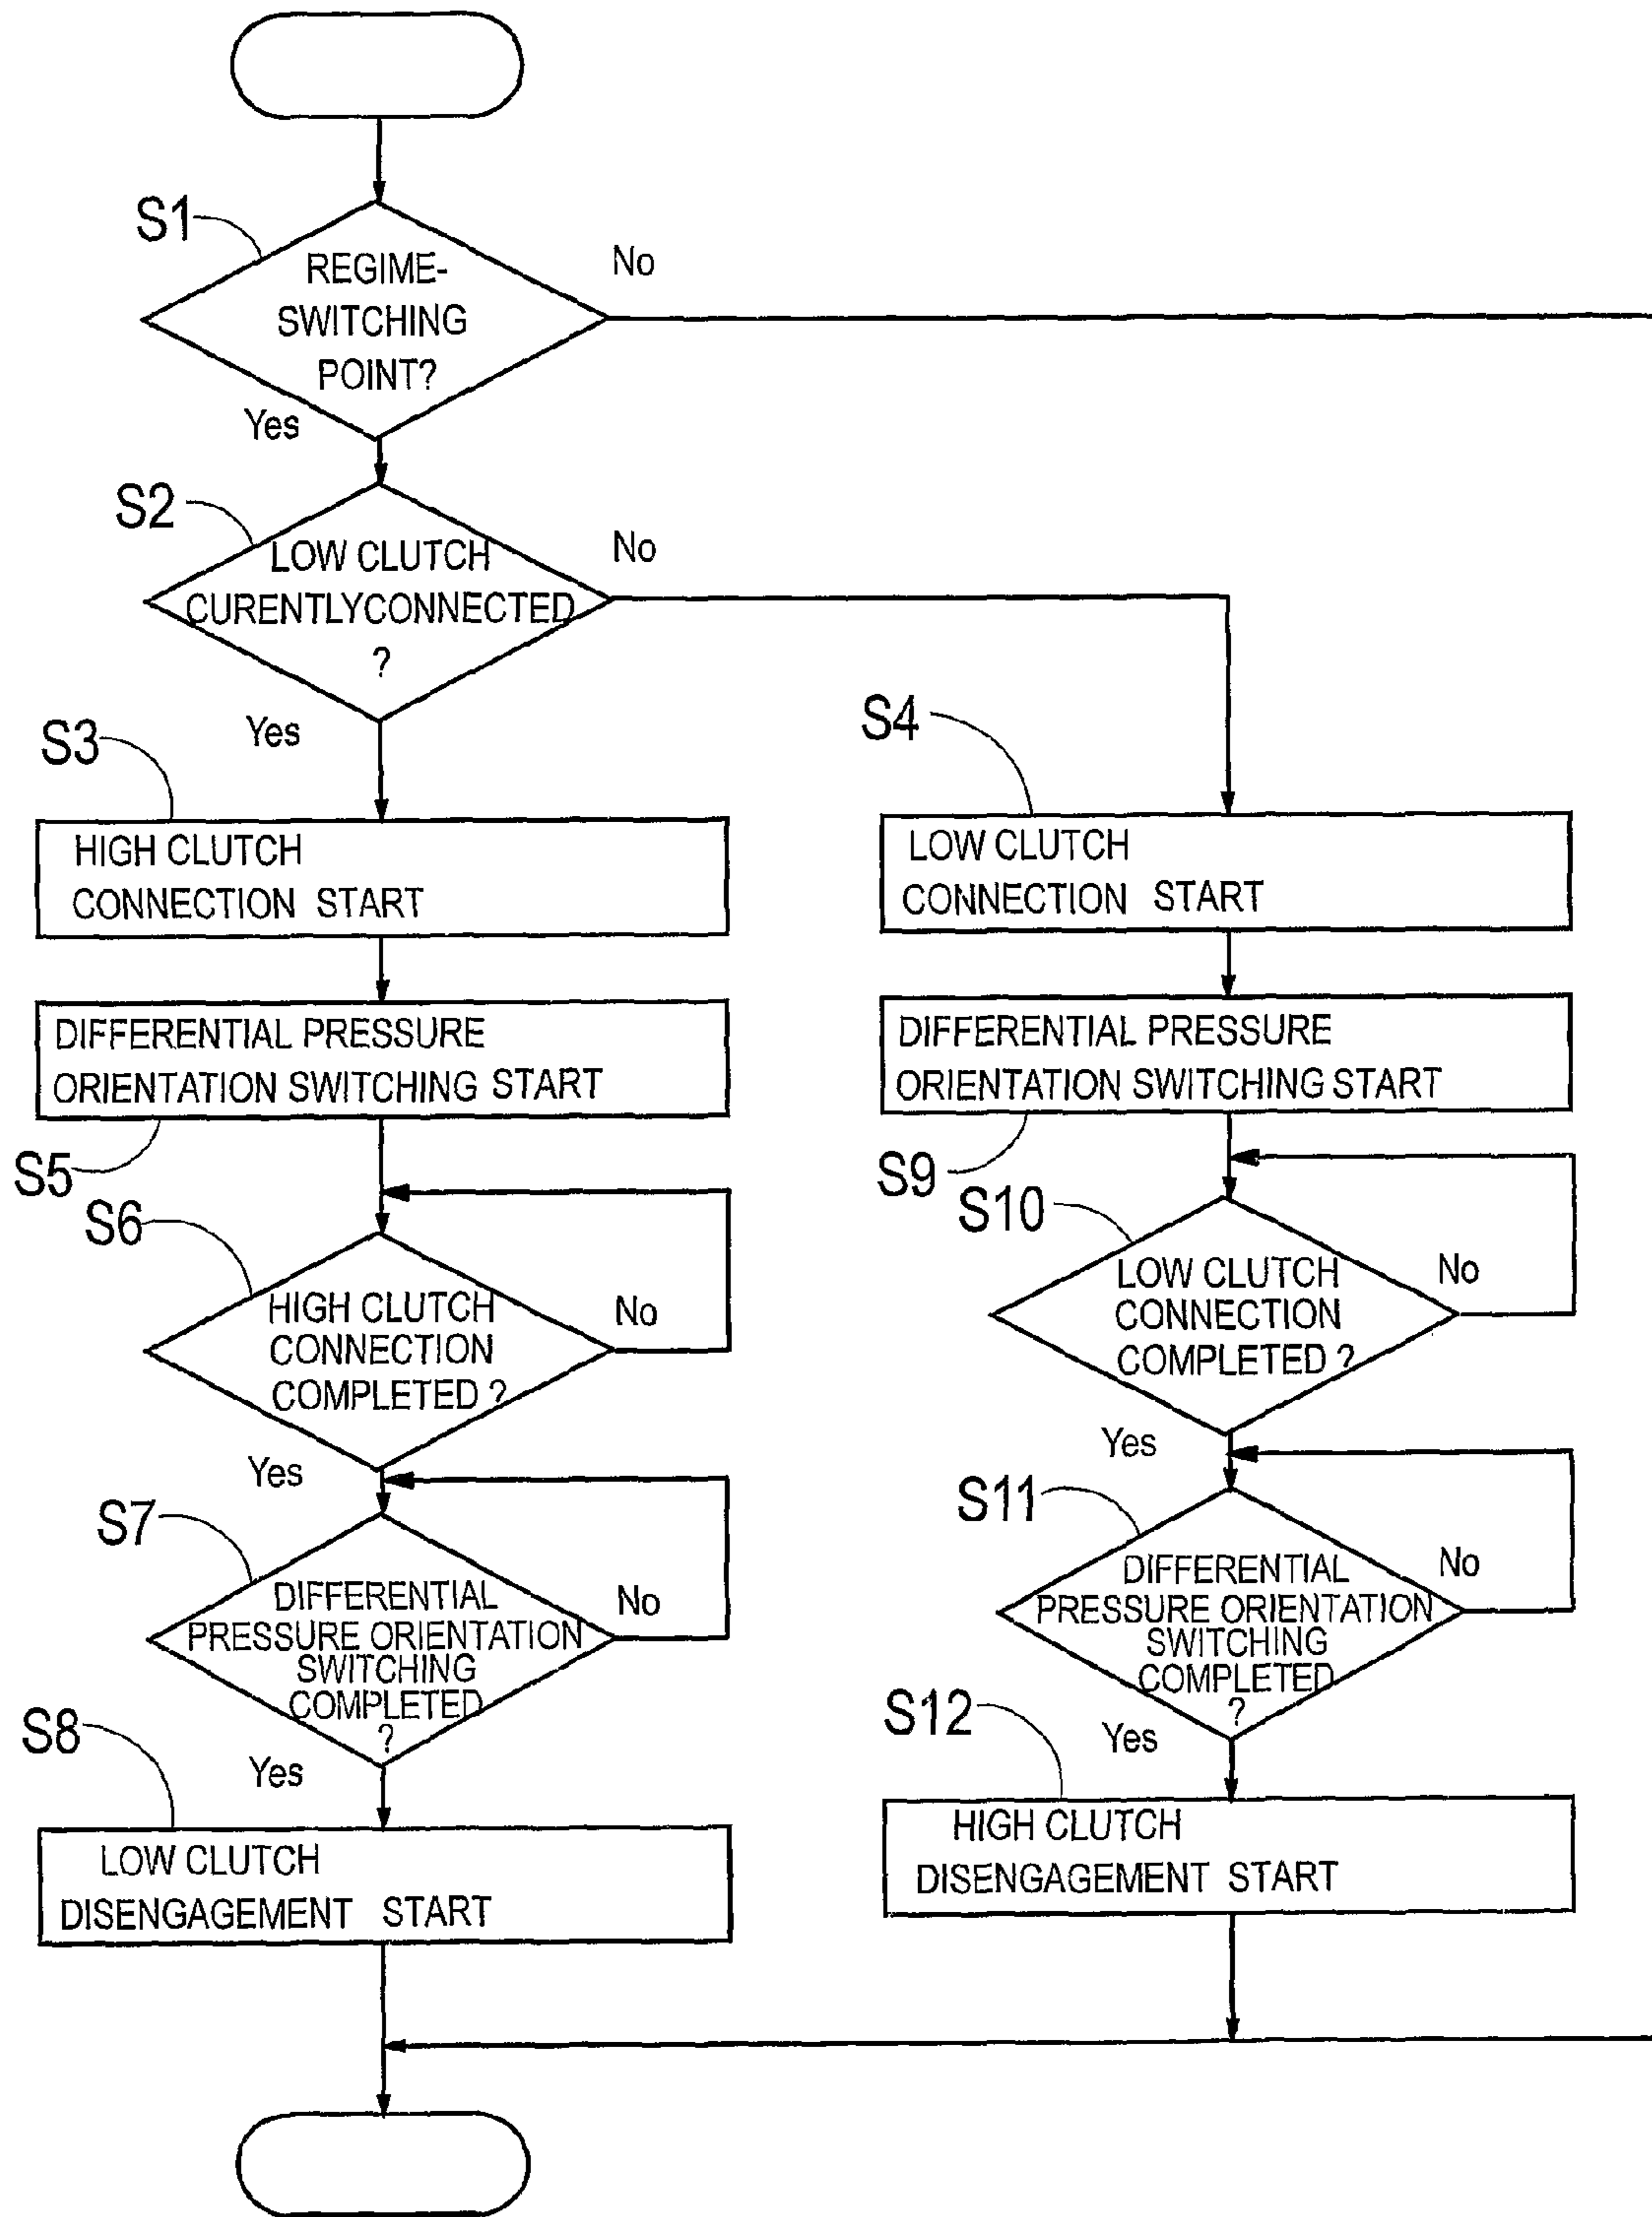 S1
REGIME-
SWITCHING
POINT?
No
Yes
S2
LOW CLUTCH
CURENTLYCONNECTED
?
No
Yes
S3
HIGH CLUTCH
CONNECTION START
S4
LOW CLUTCH
CONNECTION START
DIFFERENTIAL PRESSURE
ORIENTATION SWITCHING START
S5
DIFFERENTIAL PRESSURE
ORIENTATION SWITCHING START
S9
S6
HIGH CLUTCH
CONNECTION
COMPLETED ?
No
Yes
S10
LOW CLUTCH
CONNECTION
COMPLETED ?
No
Yes
S7
DIFFERENTIAL
PRESSURE ORIENTATION
SWITCHING
COMPLETED
?
No
Yes
S11
DIFFERENTIAL
PRESSURE ORIENTATION
SWITCHING
COMPLETED
?
No
Yes
S8
LOW CLUTCH
DISENGAGEMENT START
S12
HIGH CLUTCH
DISENGAGEMENT START